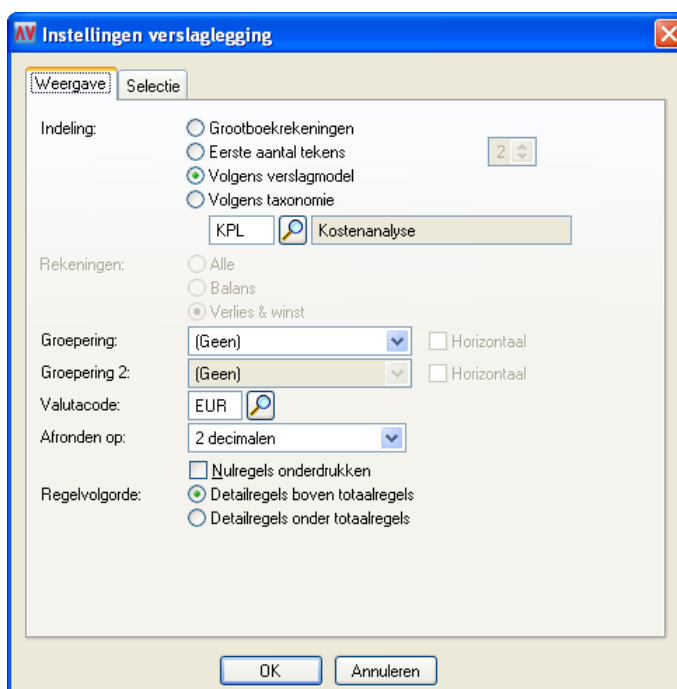 AV Instellingen verslaglegging
Weergave Selectie
Indeling: Grootboekrekeningen
Eerste aantal tekens 2
Volgens verslagmodel
Volgens taxonomie
KPL Kostenanalyse
Rekeningen: Alle
Balans
Verlies & winst
Groepering: (Geen) Horizontaal
Groepering 2: (Geen) Horizontaal
Valutacode: EUR
Afronden op: 2 decimalen
Nulregels onderdrukken
Regelvolgorde: Detailregels boven totaalregels
Detailregels onder totaalregels
OK Annuleren